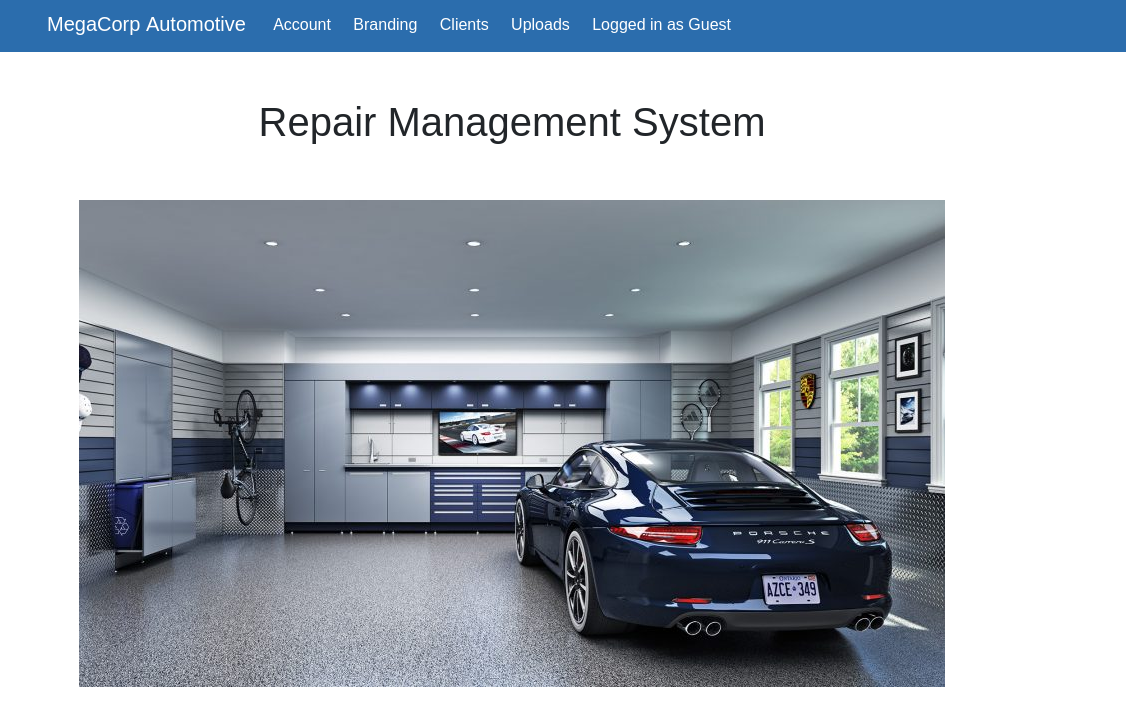 MegaCorp Automotive Account Branding Clients Uploads Logged in as Guest
Repair Management System
PORSCHE
911 Carrera S
ONTARIO
AZCE 349